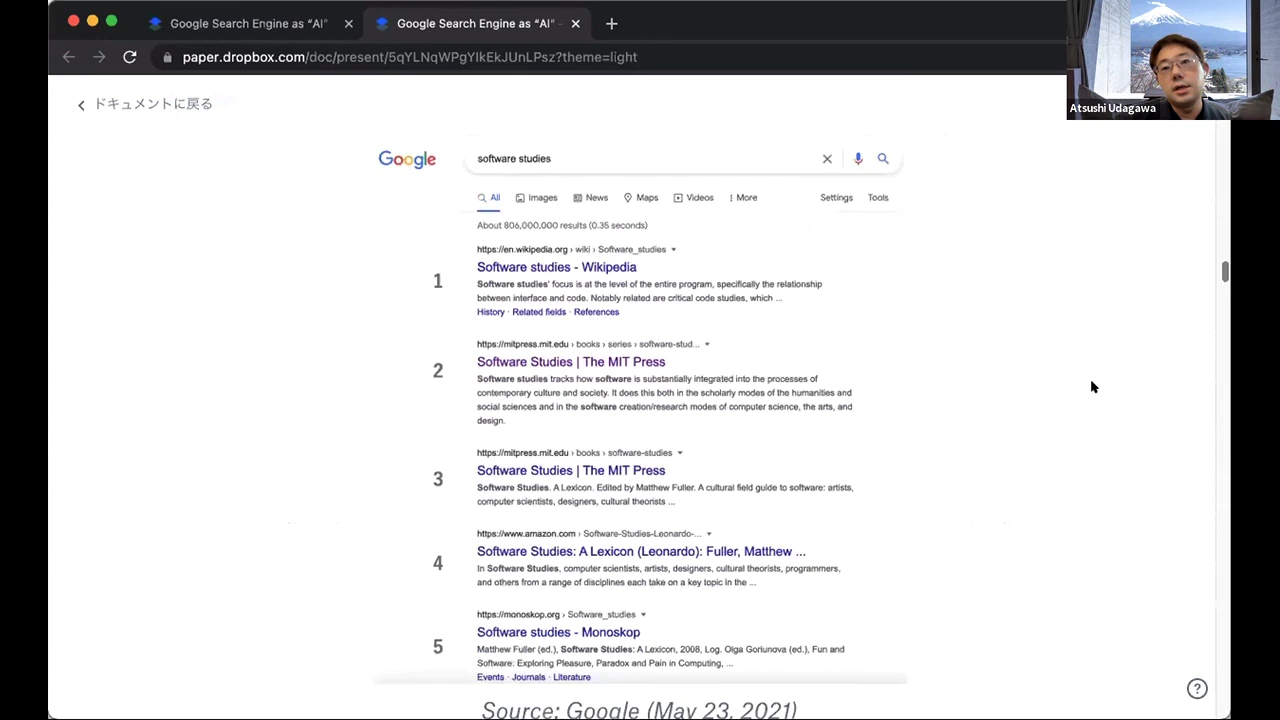 Google Search Engine as “AI”
Google Search Engine as “AI” -
paper.dropbox.com/doc/present/5qYLNqWPgYIkEkJUnLPsz?theme=light
Atsushi Udagawa
ドキュメントに戻る
Google
software studies
All Images News Maps Videos More Settings Tools
About 806,000,000 results (0.35 seconds)
https://en.wikipedia.org › wiki › Software_studies
1
Software studies - Wikipedia
Software studies' focus is at the level of the entire program, specifically the relationship
between interface and code. Notably related are critical code studies, which ...
History · Related fields · References
https://mitpress.mit.edu › books › series › software-stud...
2
Software Studies | The MIT Press
Software studies tracks how software is substantially integrated into the processes of
contemporary culture and society. It does this both in the scholarly modes of the humanities and
social sciences and in the software creation/research modes of computer science, the arts, and
design.
https://mitpress.mit.edu › books › software-studies
3
Software Studies | The MIT Press
Software Studies. A Lexicon. Edited by Matthew Fuller. A cultural field guide to software: artists,
computer scientists, designers, cultural theorists ...
https://www.amazon.com › Software-Studies-Leonardo-...
4
Software Studies: A Lexicon (Leonardo): Fuller, Matthew ...
In Software Studies, computer scientists, artists, designers, cultural theorists, programmers,
and others from a range of disciplines each take on a key topic in the ...
https://monoskop.org › Software_studies
5
Software studies - Monoskop
Matthew Fuller (ed.), Software Studies: A Lexicon, 2008, Log. Olga Goriunova (ed.), Fun and
Software: Exploring Pleasure, Paradox and Pain in Computing, ...
Events · Journals · Literature
Source: Google (May 23, 2021)